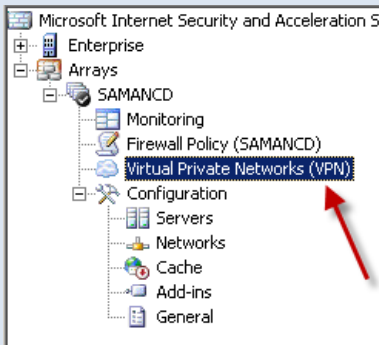 Microsoft Internet Security and Acceleration S
Enterprise
Arrays
SAMANCD
Monitoring
Firewall Policy (SAMANCD)
Virtual Private Networks (VPN)
Configuration
Servers
Networks
Cache
Add-ins
General